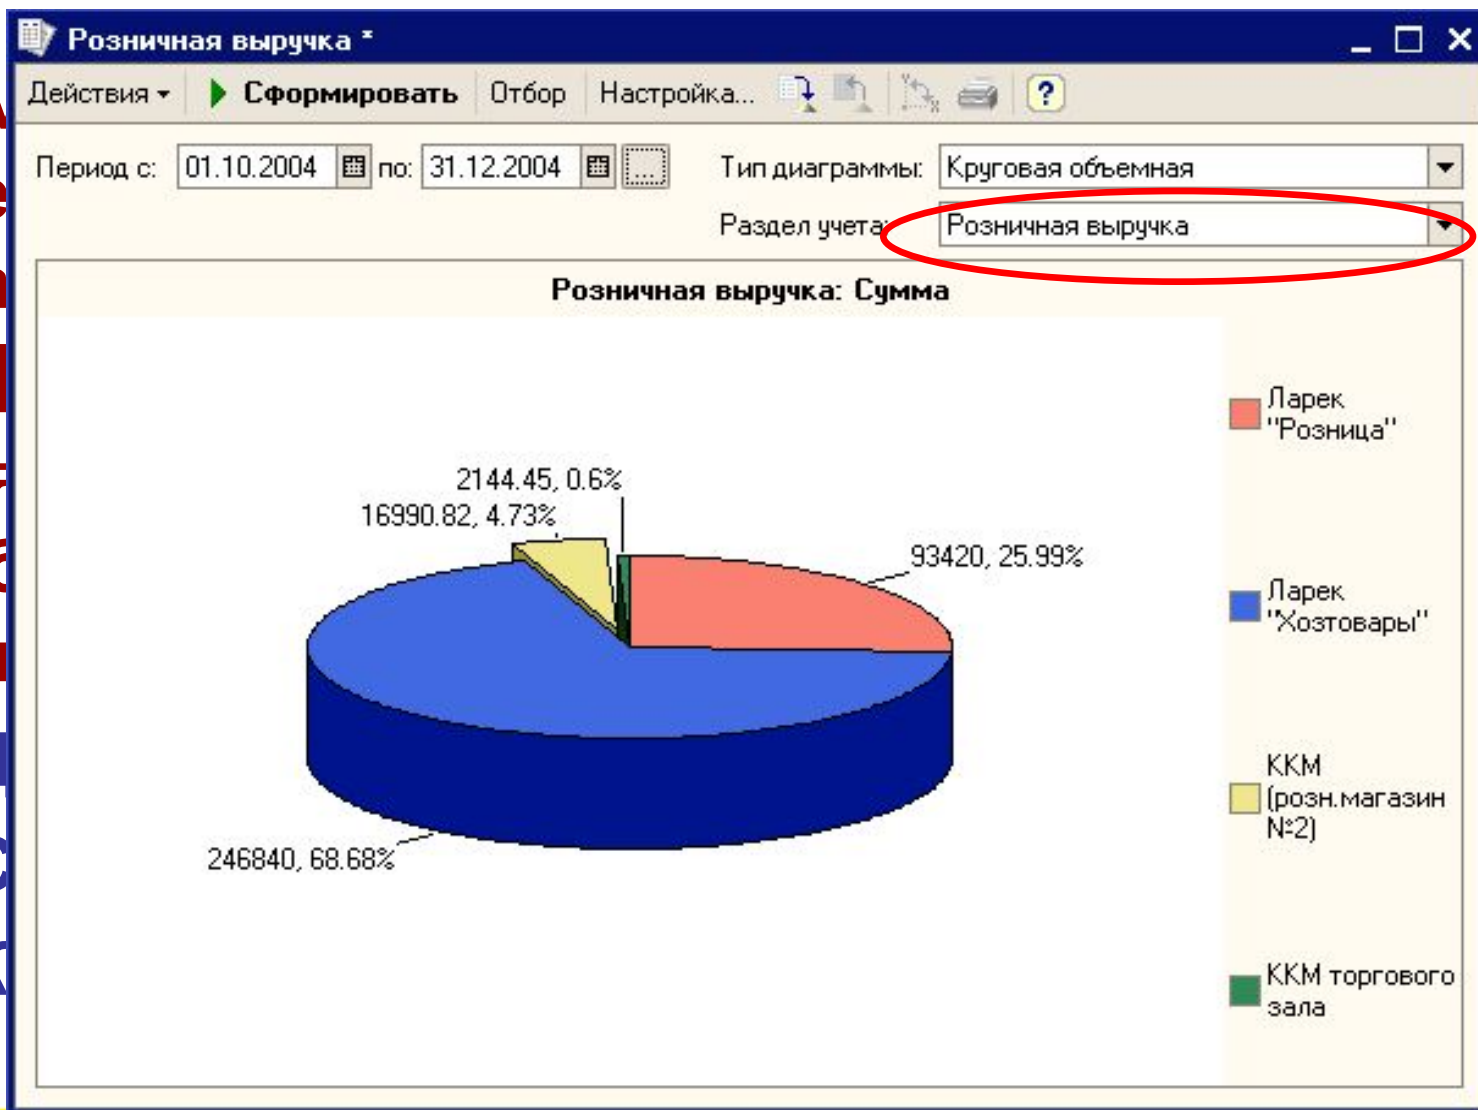 Розничная выручка *
Действия Сформировать Отбор Настройка... ?
Период с: 01.10.2004 по: 31.12.2004 ... Тип диаграммы: Круговая объемная
Раздел учета: Розничная выручка
Розничная выручка: Сумма
2144.45, 0.6%
16990.82, 4.73%
93420, 25.99%
246840, 68.68%
Ларек
"Розница"
Ларек
"Хозтовары"
ККМ
(розн.магазин
№2)
ККМ торгового
зала